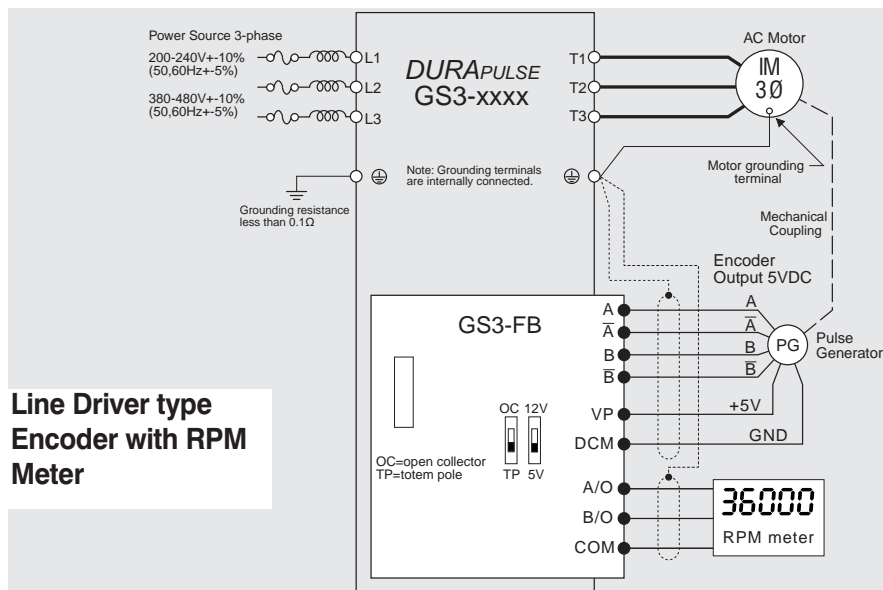 Power Source 3-phase
200-240V+-10%
(50,60Hz+-5%)
380-480V+-10%
(50,60Hz+-5%)
L1
L2
L3
DURAPULSE
GS3-xxxx
T1
T2
T3
AC Motor
IM
3Ø
Motor grounding
terminal
Note: Grounding terminals
are internally connected.
Grounding resistance
less than 0.1Ω
Mechanical
Coupling
Encoder
Output 5VDC
GS3-FB
A
A̅
B
B̅
VP
DCM
A/O
B/O
COM
A
A̅
B
B̅
+5V
GND
PG
Pulse
Generator
OC 12V
TP 5V
OC=open collector
TP=totem pole
Line Driver type
Encoder with RPM
Meter
36000
RPM meter